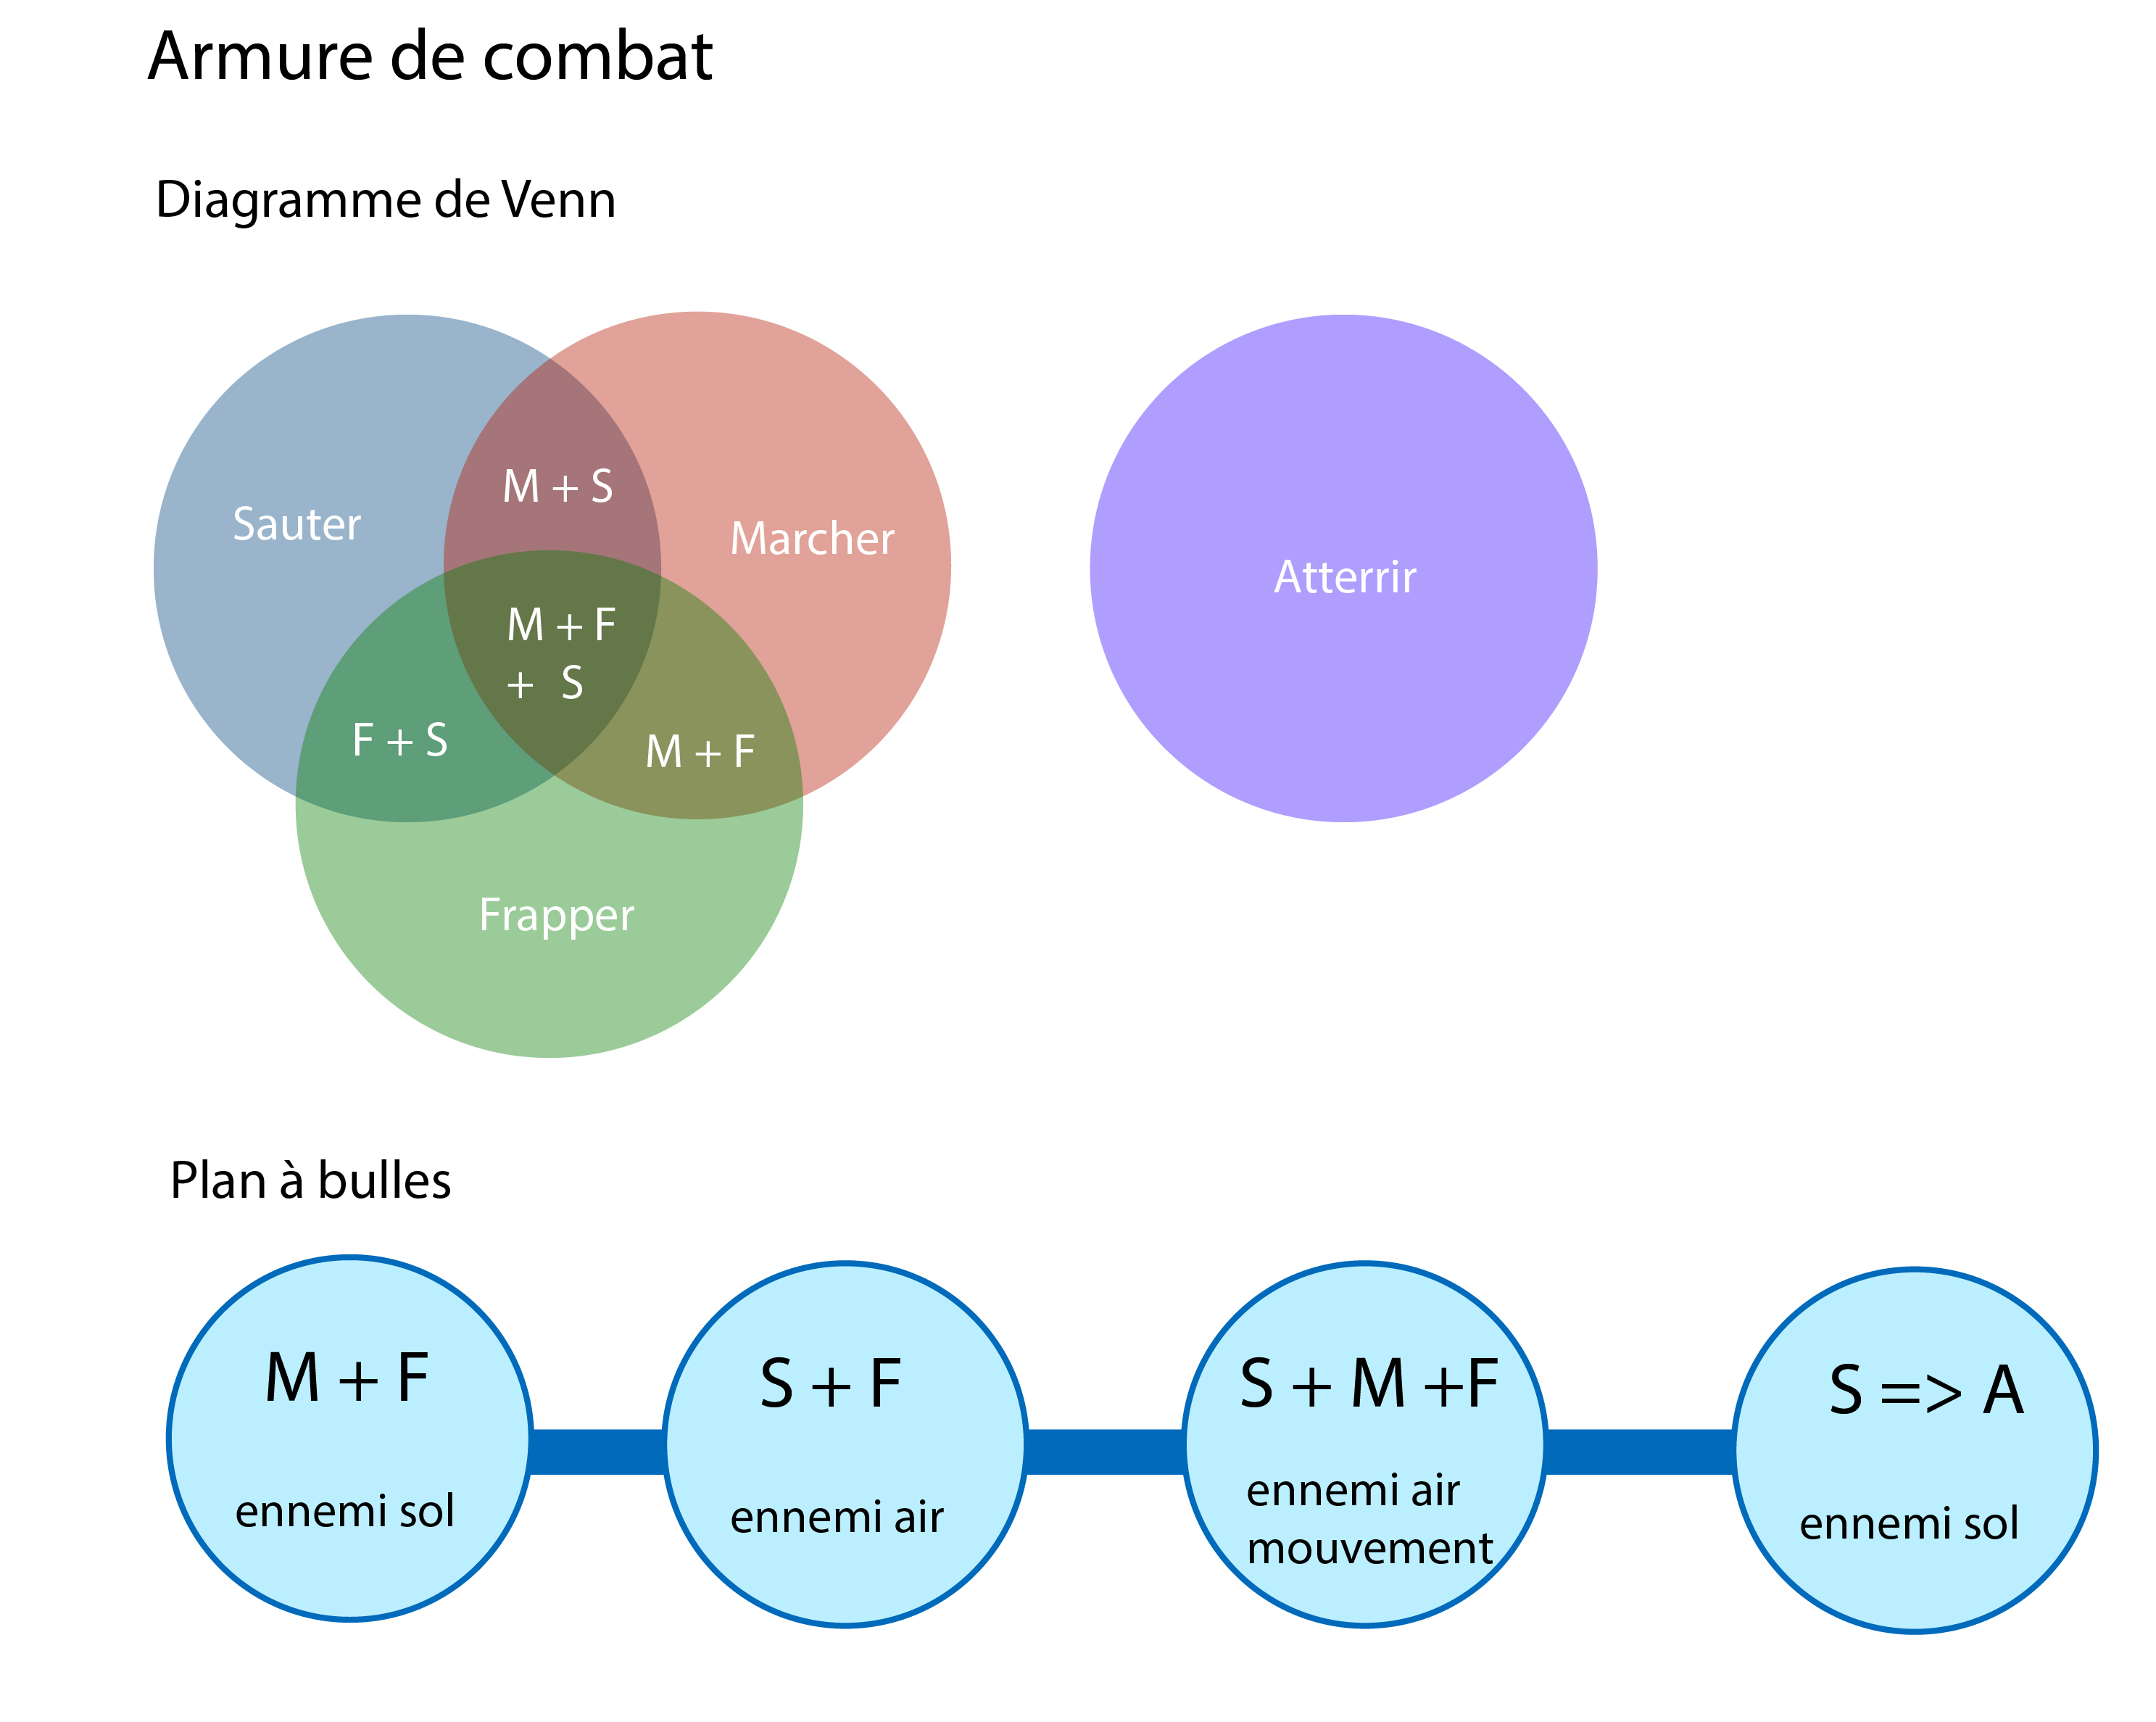 Armure de combat
Diagramme de Venn
Sauter
M + S
Marcher
Atterrir
M + F
+ S
F + S
M + F
Frapper
Plan à bulles
M + F
ennemi sol
S + F
ennemi air
S + M +F
ennemi air
mouvement
S => A
ennemi sol